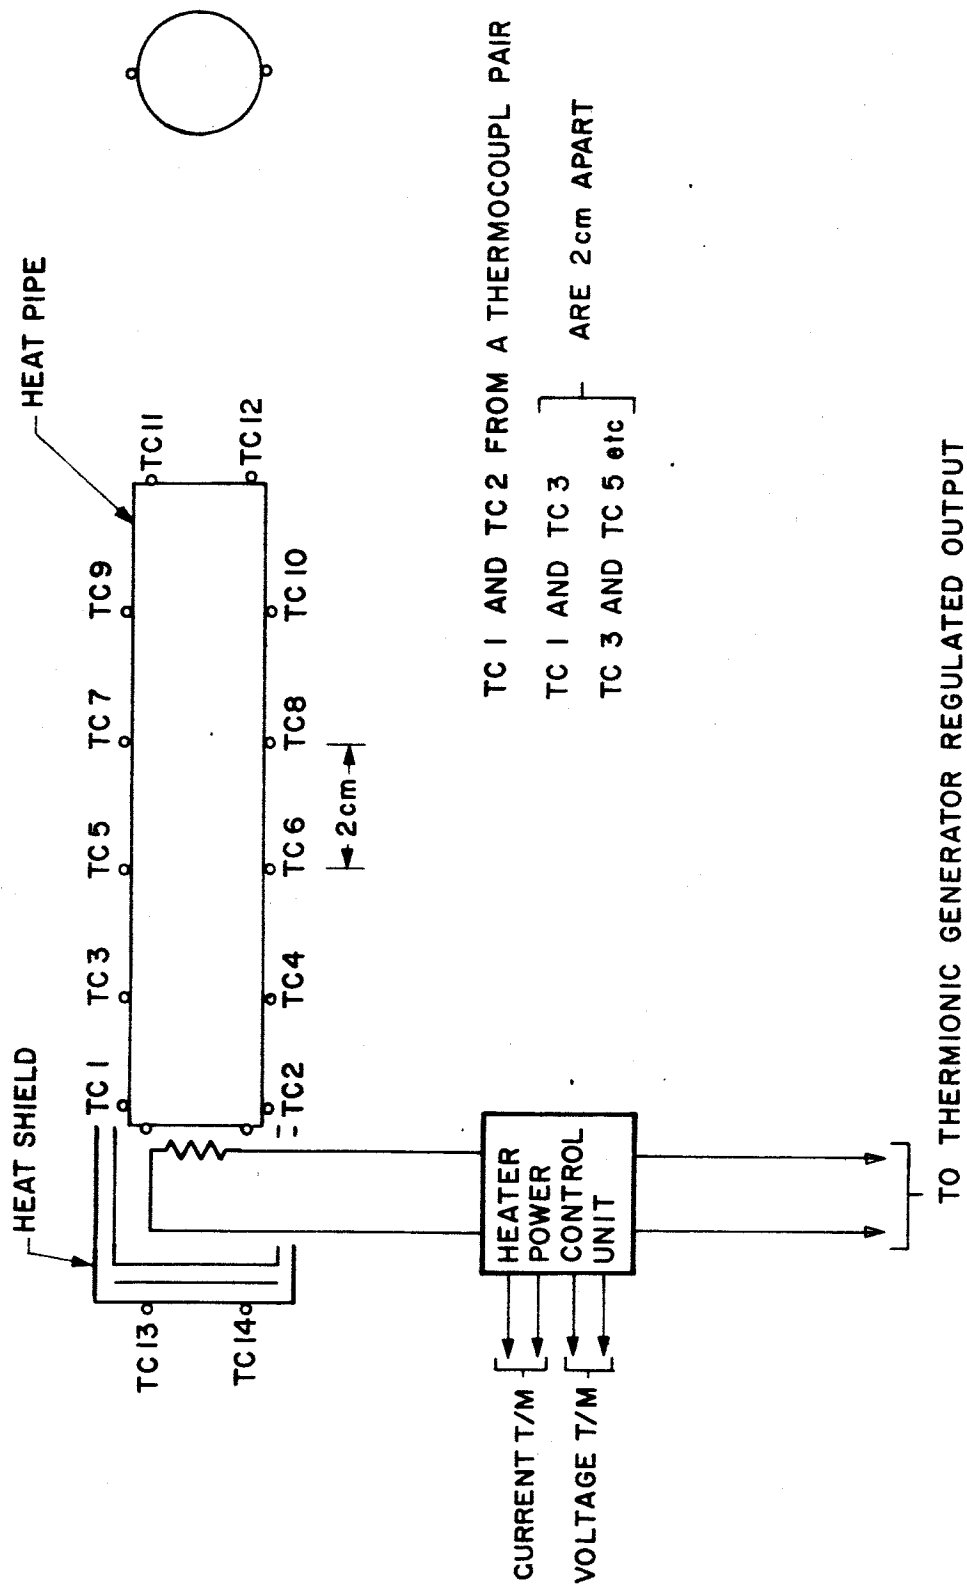 HEAT SHIELD
HEAT PIPE
TC 1
TC 3
TC 5
TC 7
TC 9
TC 11
TC 13
TC 14
TC 2
TC 4
TC 6
TC 8
TC 10
TC 12
2cm
HEATER
POWER
CONTROL
UNIT
CURRENT T/M
VOLTAGE T/M
TC 1 AND TC 2 FROM A THERMOCOUPL PAIR
TC 1 AND TC 3
TC 3 AND TC 5 etc
ARE 2cm APART
TO THERMIONIC GENERATOR REGULATED OUTPUT